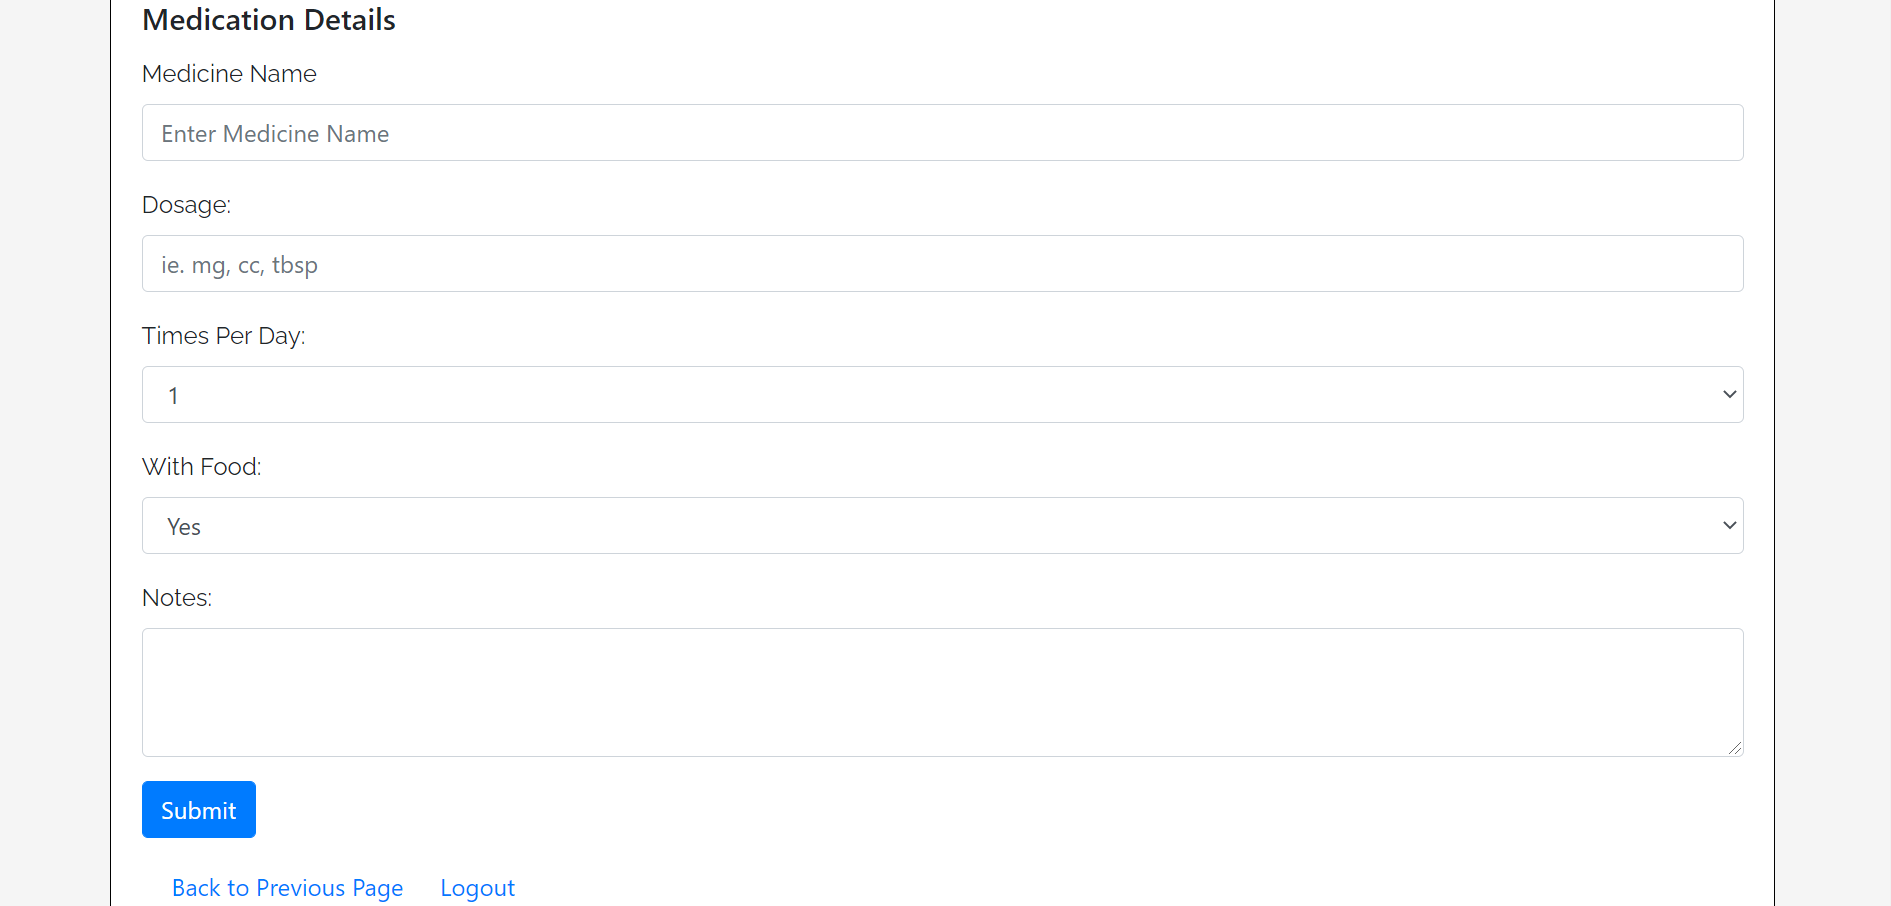 Medication Details
Medicine Name
Enter Medicine Name
Dosage:
ie. mg, cc, tbsp
Times Per Day:
1
With Food:
Yes
Notes:
Submit
Back to Previous Page Logout